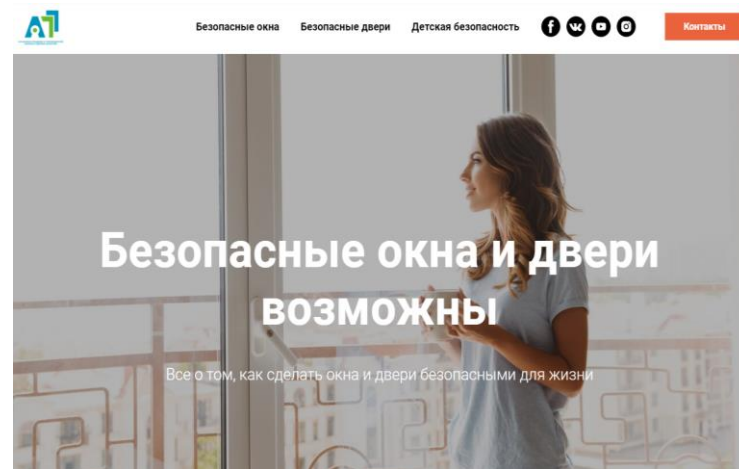 Безопасные окна
Безопасные двери
Детская безопасность
Контакты
Безопасные окна и двери
возможны
Все о том, как сделать окна и двери безопасными для жизни